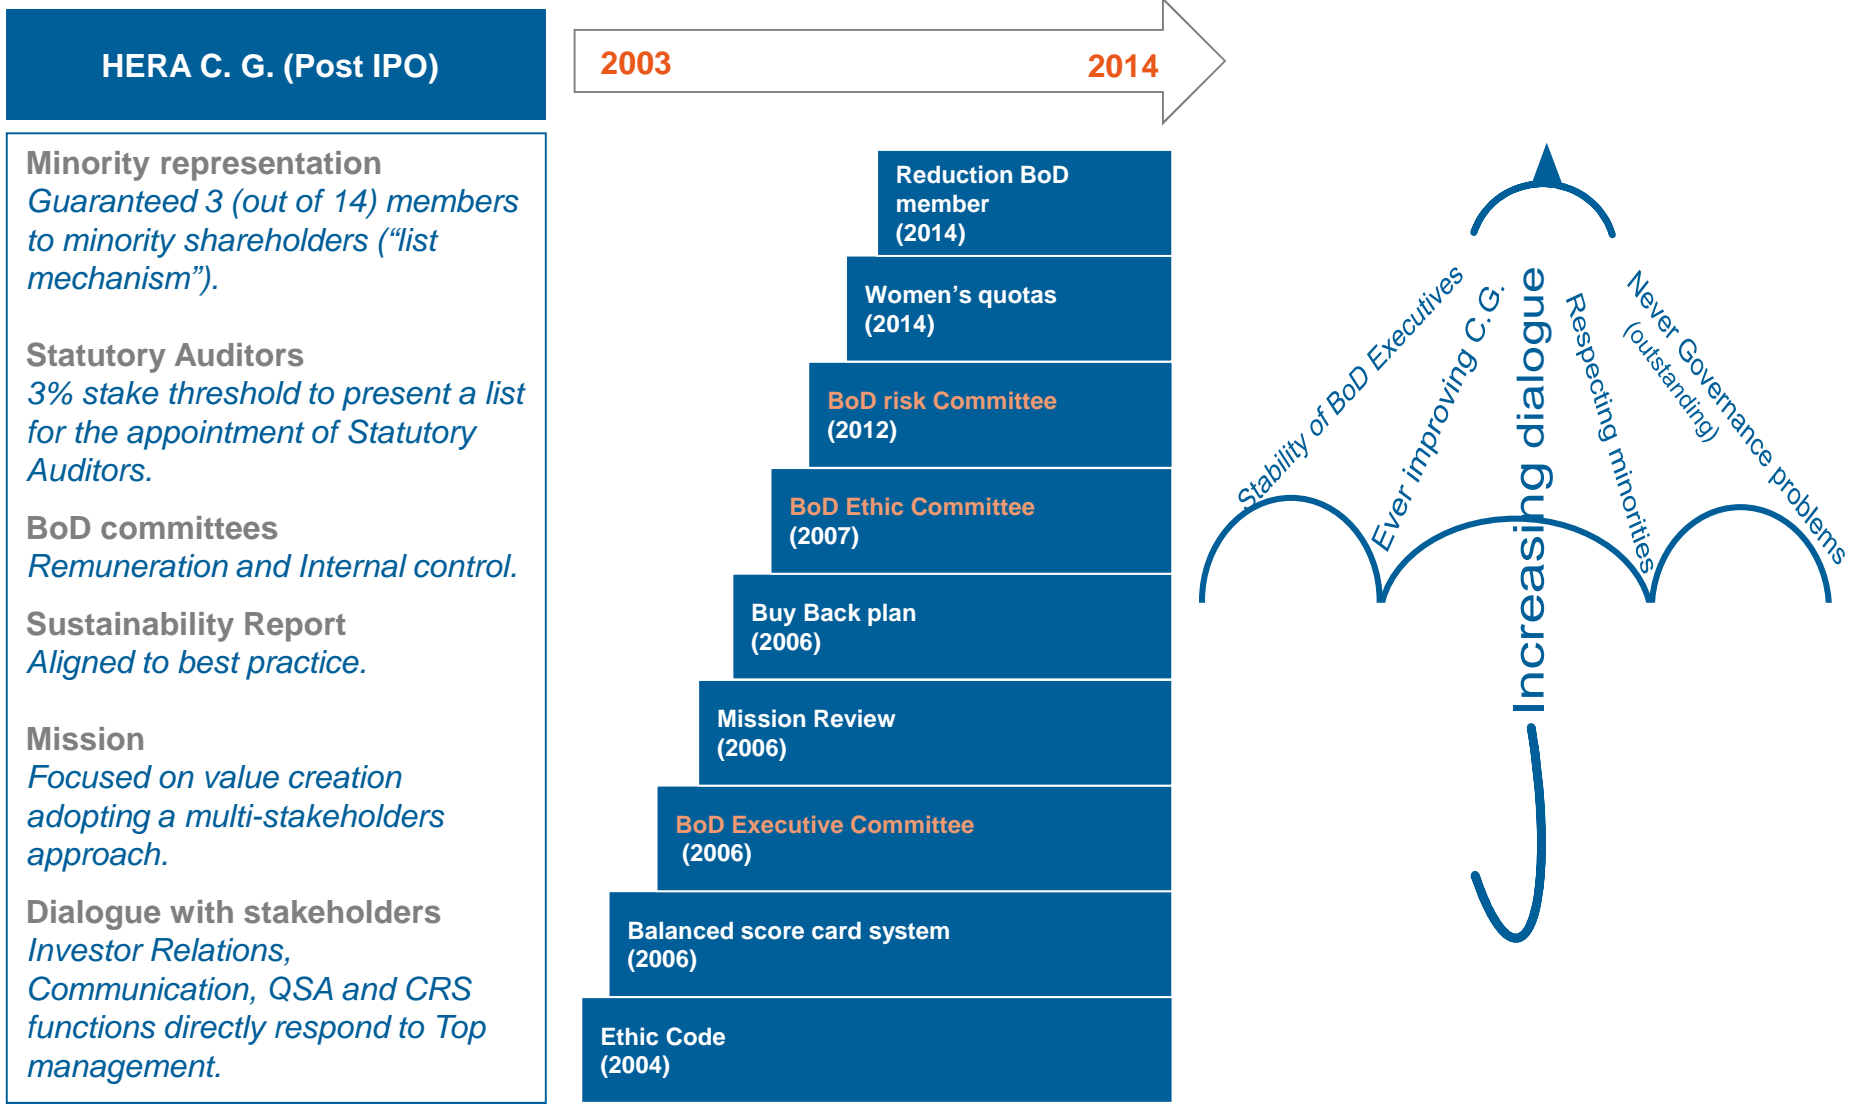 HERA C. G. (Post IPO)
2003
2014
Minority representation
Guaranteed 3 (out of 14) members
to minority shareholders (“list
mechanism”).
Statutory Auditors
3% stake threshold to present a list
for the appointment of Statutory
Auditors.
BoD committees
Remuneration and Internal control.
Sustainability Report
Aligned to best practice.
Mission
Focused on value creation
adopting a multi-stakeholders
approach.
Dialogue with stakeholders
Investor Relations,
Communication, QSA and CRS
functions directly respond to Top
management.
Reduction BoD
member
(2014)
Women’s quotas
(2014)
BoD risk Committee
(2012)
BoD Ethic Committee
(2007)
Buy Back plan
(2006)
Mission Review
(2006)
BoD Executive Committee
(2006)
Balanced score card system
(2006)
Ethic Code
(2004)
Stability of BoD Executives
Ever improving C.G.
Increasing dialogue
Respecting minorities
Never Governance problems
(outstanding)